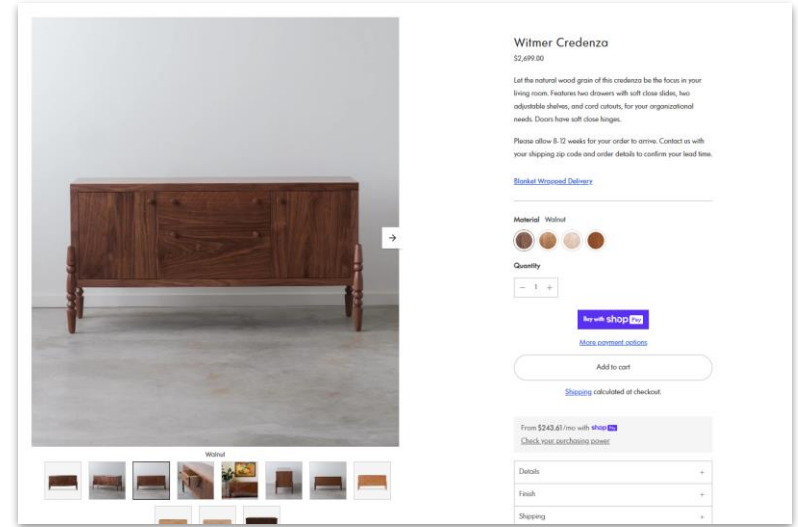 Witmer Credenza
$2,699.00
Let the natural wood grain of this credenza be the focus in your
living room. Features two drawers with soft close slides, two
adjustable shelves, and cord cutouts, for your organizational
needs. Doors have soft close hinges.
Please allow 8-12 weeks for your order to arrive. Contact us with
your shipping zip code and order details to confirm your lead time.
Blanket Wrapped Delivery
Material Walnut
Quantity
− 1 +
Buy with shop Pay
More payment options
Add to cart
Shipping calculated at checkout.
From $243.61/mo with shop Pay
Check your purchasing power
Details +
Finish +
Shipping +
Walnut